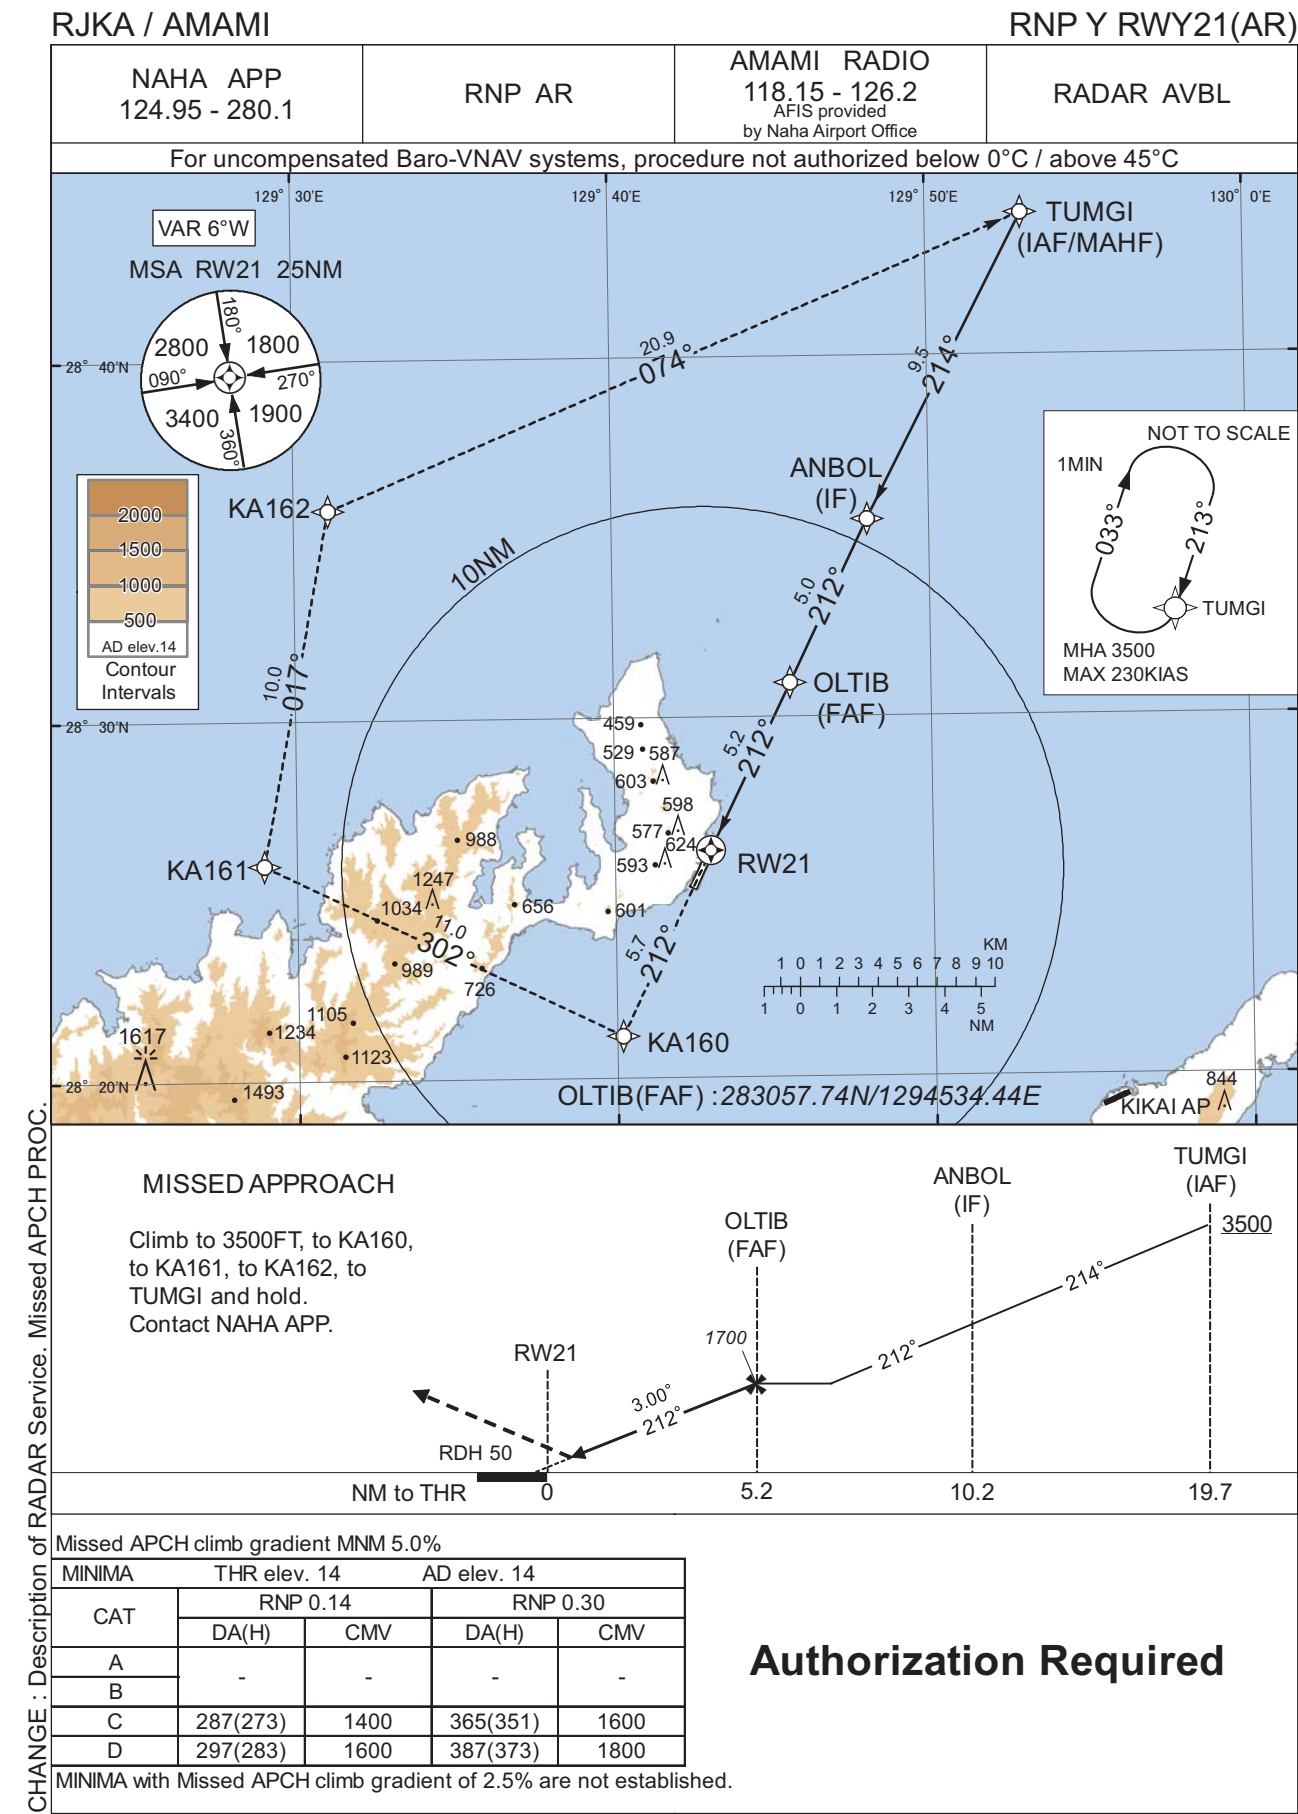 RJKA / AMAMI
RNP Y RWY21(AR)
NAHA APP
124.95 - 280.1
RNP AR
AMAMI RADIO
118.15 - 126.2
AFIS provided
by Naha Airport Office
RADAR AVBL
For uncompensated Baro-VNAV systems, procedure not authorized below 0°C / above 45°C
129° 30'E
129° 40'E
129° 50'E
130° 0'E
VAR 6°W
MSA RW21 25NM
180°
2800
1800
090°
270°
3400
1900
360°
28° 40'N
TUMGI
(IAF/MAHF)
20.9
074°
9.5
214°
NOT TO SCALE
1MIN
033°
213°
TUMGI
MHA 3500
MAX 230KIAS
ANBOL
(IF)
KA162
2000
1500
1000
500
AD elev.14
Contour
Intervals
10NM
5.0
212°
10.0
017°
OLTIB
(FAF)
28° 30'N
5.2
212°
459
529
587
603
598
577
624
593
RW21
988
KA161
1247
1034
656
601
11.0
302°
989
726
5.7
212°
KM
1 0 1 2 3 4 5 6 7 8 9 10
1 0 1 2 3 4 5
NM
1105
1234
1123
1617
1493
KA160
28° 20'N
OLTIB(FAF) :283057.74N/1294534.44E
844
KIKAI AP
MISSED APPROACH
Climb to 3500FT, to KA160,
to KA161, to KA162, to
TUMGI and hold.
Contact NAHA APP.
TUMGI
(IAF)
ANBOL
(IF)
OLTIB
(FAF)
3500
214°
1700
212°
RW21
3.00°
212°
RDH 50
NM to THR
0
5.2
10.2
19.7
Missed APCH climb gradient MNM 5.0%
MINIMA THR elev. 14 AD elev. 14
CAT
RNP 0.14
RNP 0.30
DA(H) CMV DA(H) CMV
A
B
- - - -
C 287(273) 1400 365(351) 1600
D 297(283) 1600 387(373) 1800
MINIMA with Missed APCH climb gradient of 2.5% are not established.
Authorization Required
CHANGE : Description of RADAR Service. Missed APCH PROC.